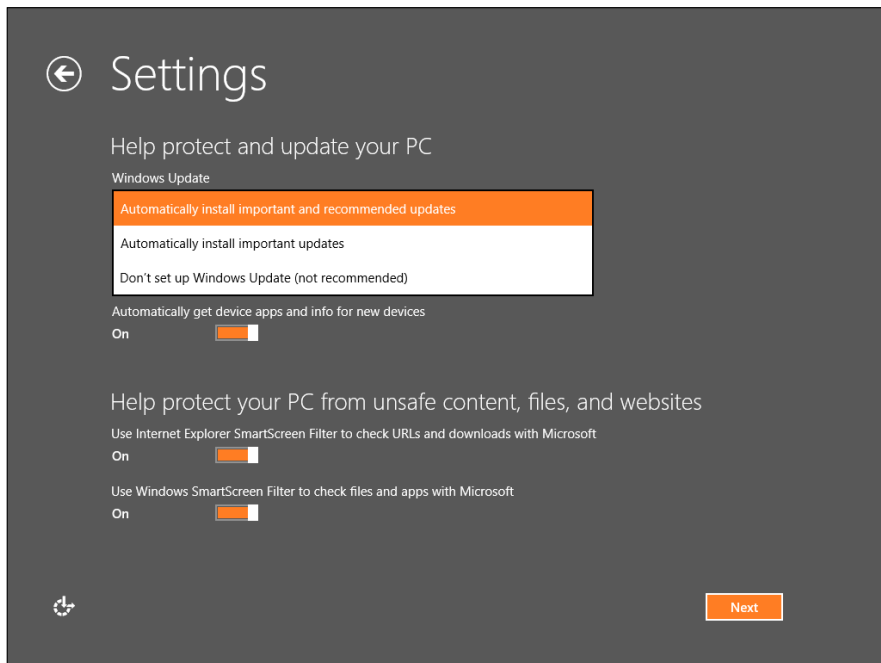 Settings
Help protect and update your PC
Windows Update
Automatically install important and recommended updates
Automatically install important updates
Don't set up Windows Update (not recommended)
Automatically get device apps and info for new devices
On
Help protect your PC from unsafe content, files, and websites
Use Internet Explorer SmartScreen Filter to check URLs and downloads with Microsoft
On
Use Windows SmartScreen Filter to check files and apps with Microsoft
On
Next